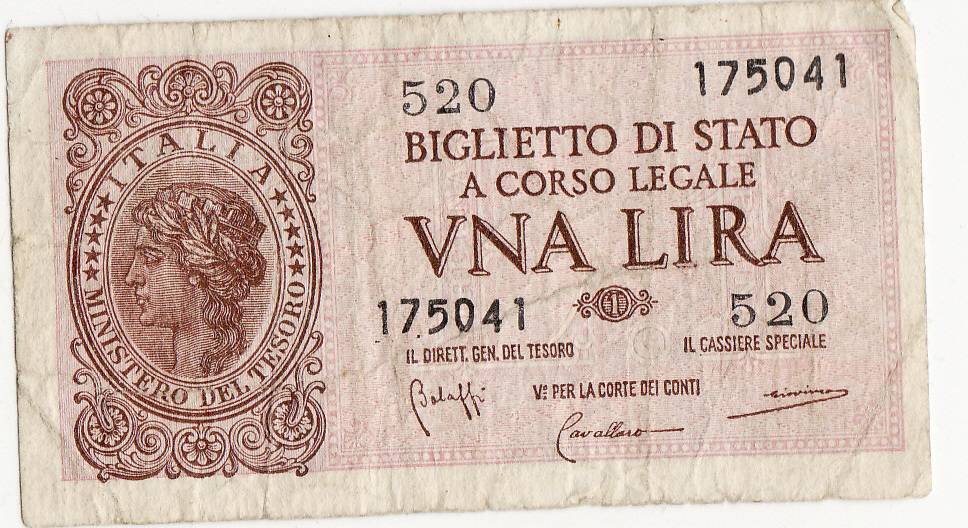 520 175041
BIGLIETTO DI STATO
A CORSO LEGALE
VNA LIRA
175041 1 520
IL DIRETT. GEN. DEL TESORO IL CASSIERE SPECIALE
Bolaffi Vᵉ PER LA CORTE DEI CONTI
Cavallaro
ITALIA
MINISTERO DEL TESORO